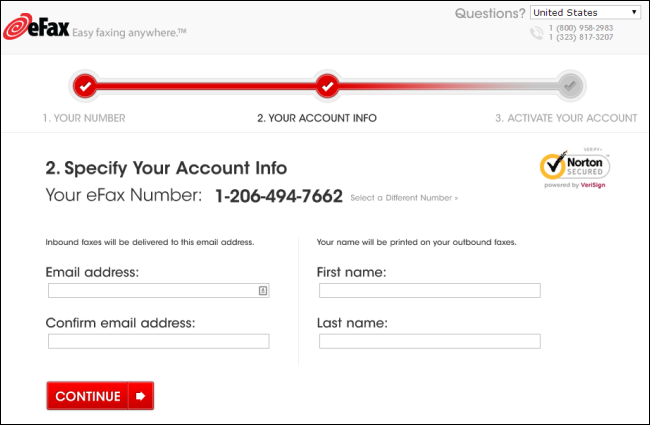 Questions? United States
eFax Easy faxing anywhere.™
1 (800) 958-2983
1 (323) 817-3207
1. YOUR NUMBER 2. YOUR ACCOUNT INFO 3. ACTIVATE YOUR ACCOUNT
2. Specify Your Account Info
Your eFax Number: 1-206-494-7662 Select a Different Number »
VERIFY›
Norton
SECURED
powered by VeriSign
Inbound faxes will be delivered to this email address.
Your name will be printed on your outbound faxes.
Email address:
First name:
Confirm email address:
Last name:
CONTINUE